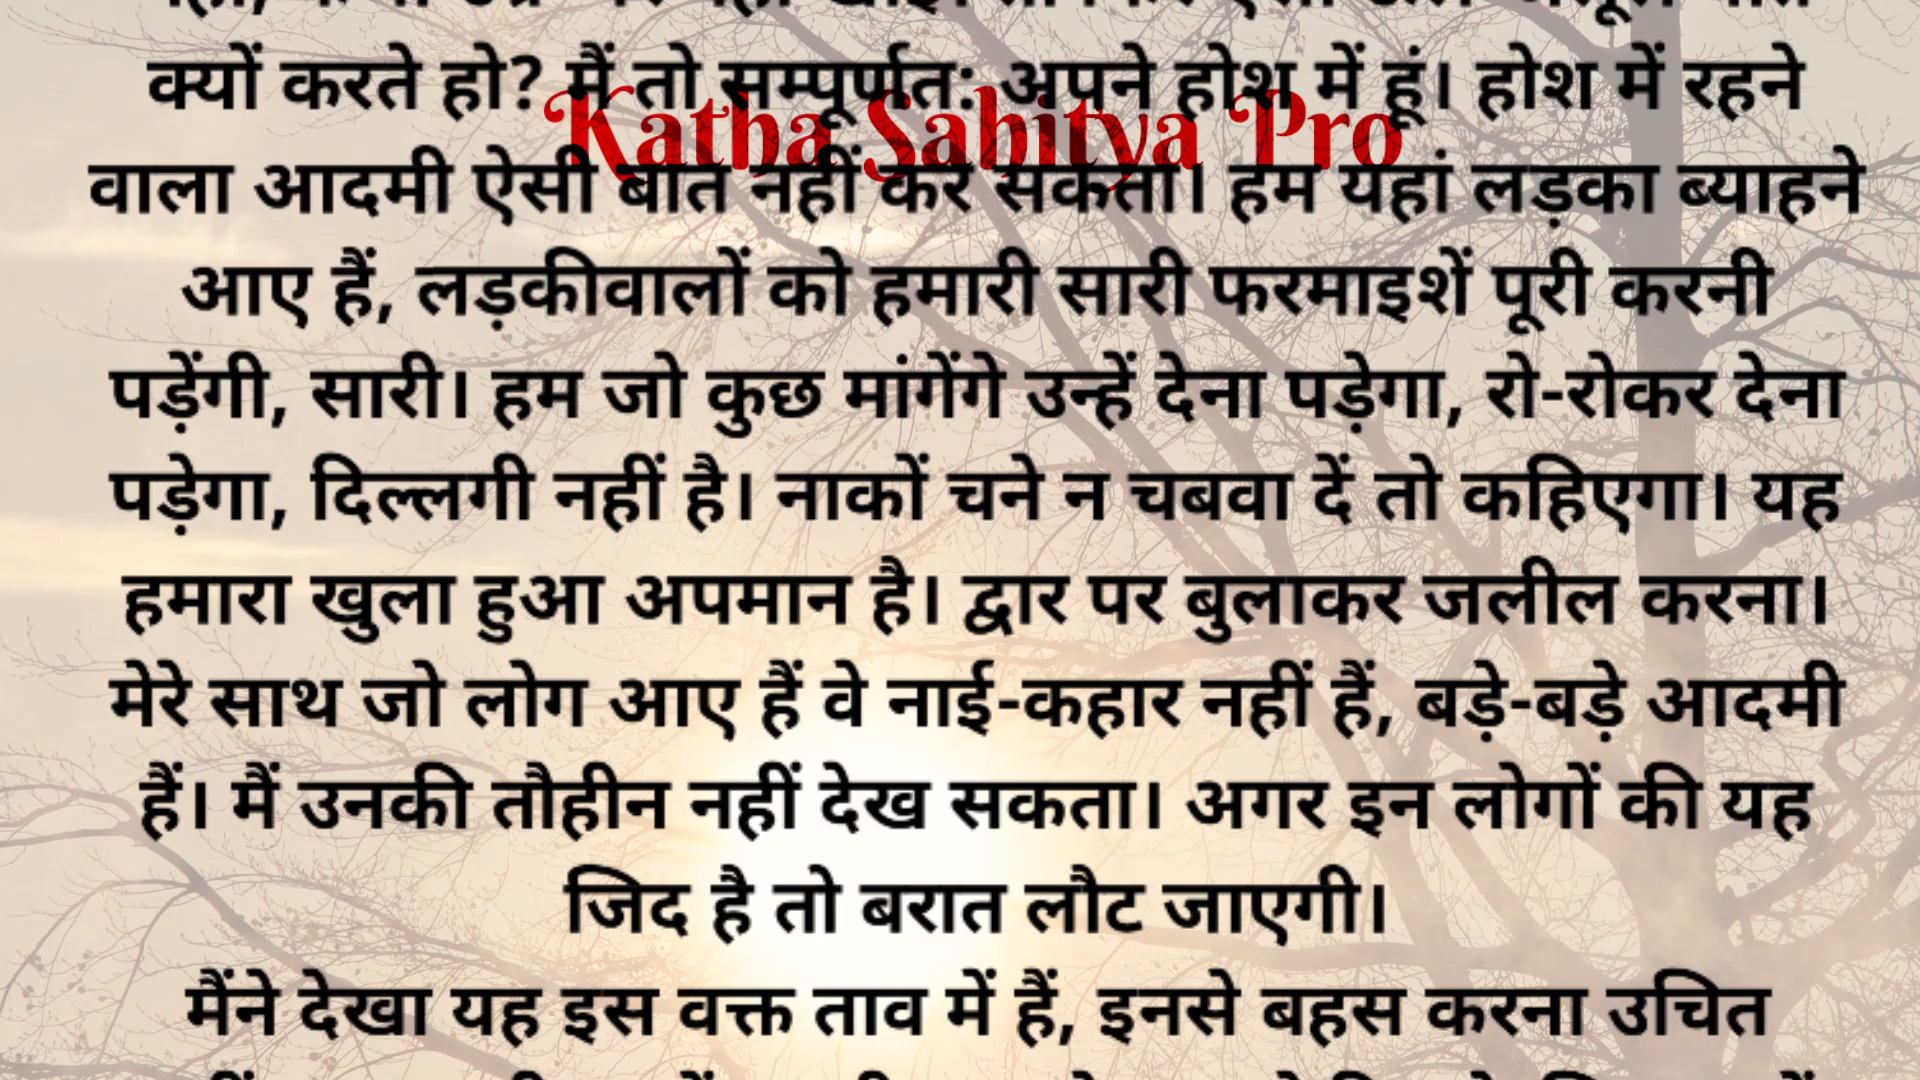 क्यों करते हो? मैं तो सम्पूर्णत: अपने होश में हूं। होश में रहने
Katha Sahitya Pro
वाला आदमी ऐसी बात नहीं कर सकता। हम यहां लड़का ब्याहने
आए हैं, लड़कीवालों को हमारी सारी फरमाइशें पूरी करनी
पड़ेंगी, सारी। हम जो कुछ मांगेंगे उन्हें देना पड़ेगा, रो-रोकर देना
पड़ेगा, दिल्लगी नहीं है। नाकों चने न चबवा दें तो कहिएगा। यह
हमारा खुला हुआ अपमान है। द्वार पर बुलाकर जलील करना।
मेरे साथ जो लोग आए हैं वे नाई-कहार नहीं हैं, बड़े-बड़े आदमी
हैं। मैं उनकी तौहीन नहीं देख सकता। अगर इन लोगों की यह
जिद है तो बरात लौट जाएगी।
मैंने देखा यह इस वक्त ताव में हैं, इनसे बहस करना उचित